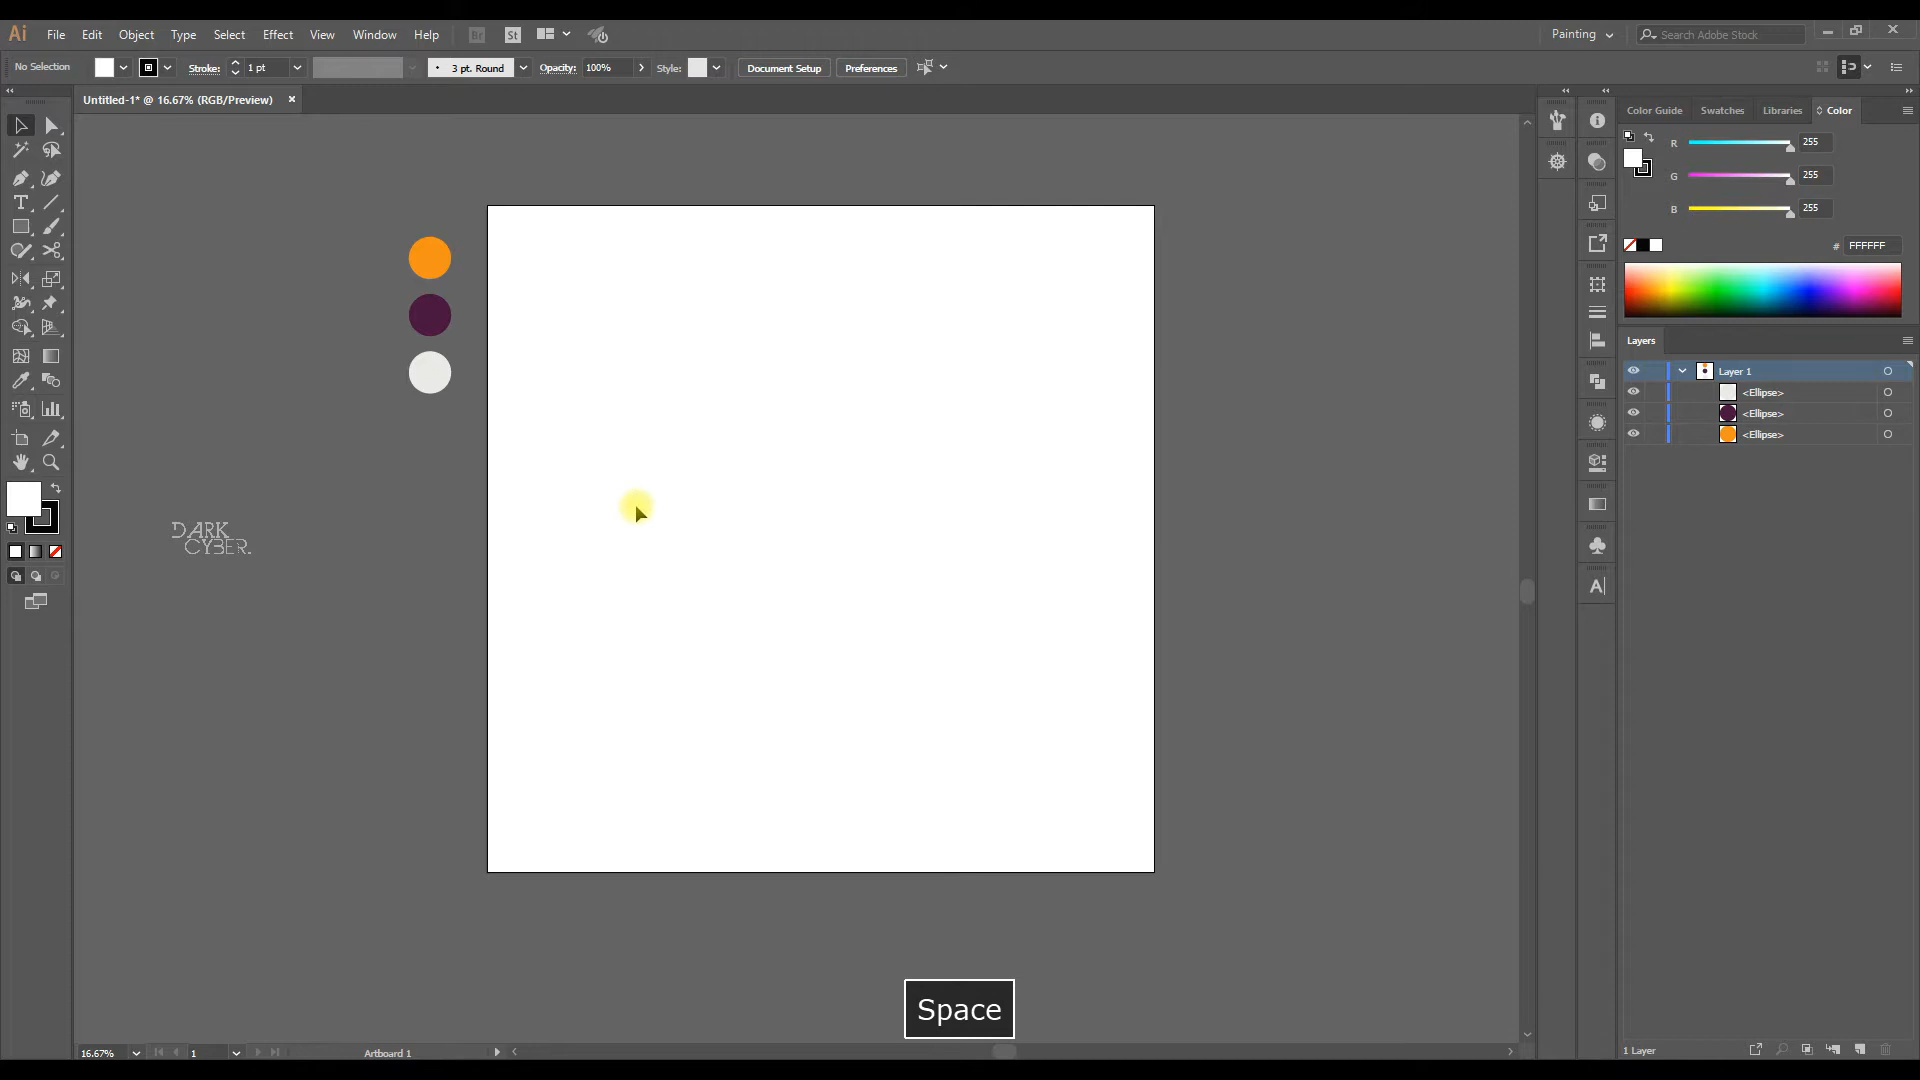 Ai File Edit Object Type Select Effect View Window Help Br St Painting Search Adobe Stock
No Selection Stroke: 1 pt 3 pt. Round Opacity: 100% Style: Document Setup Preferences
Untitled-1* @ 16.67% (RGB/Preview)
Color Guide Swatches Libraries Color
R 255
G 255
B 255
# FFFFFF
Layers
Layer 1
<Ellipse>
<Ellipse>
<Ellipse>
DARK
CYBER.
Space
16.67% 1 Artboard 1
1 Layer